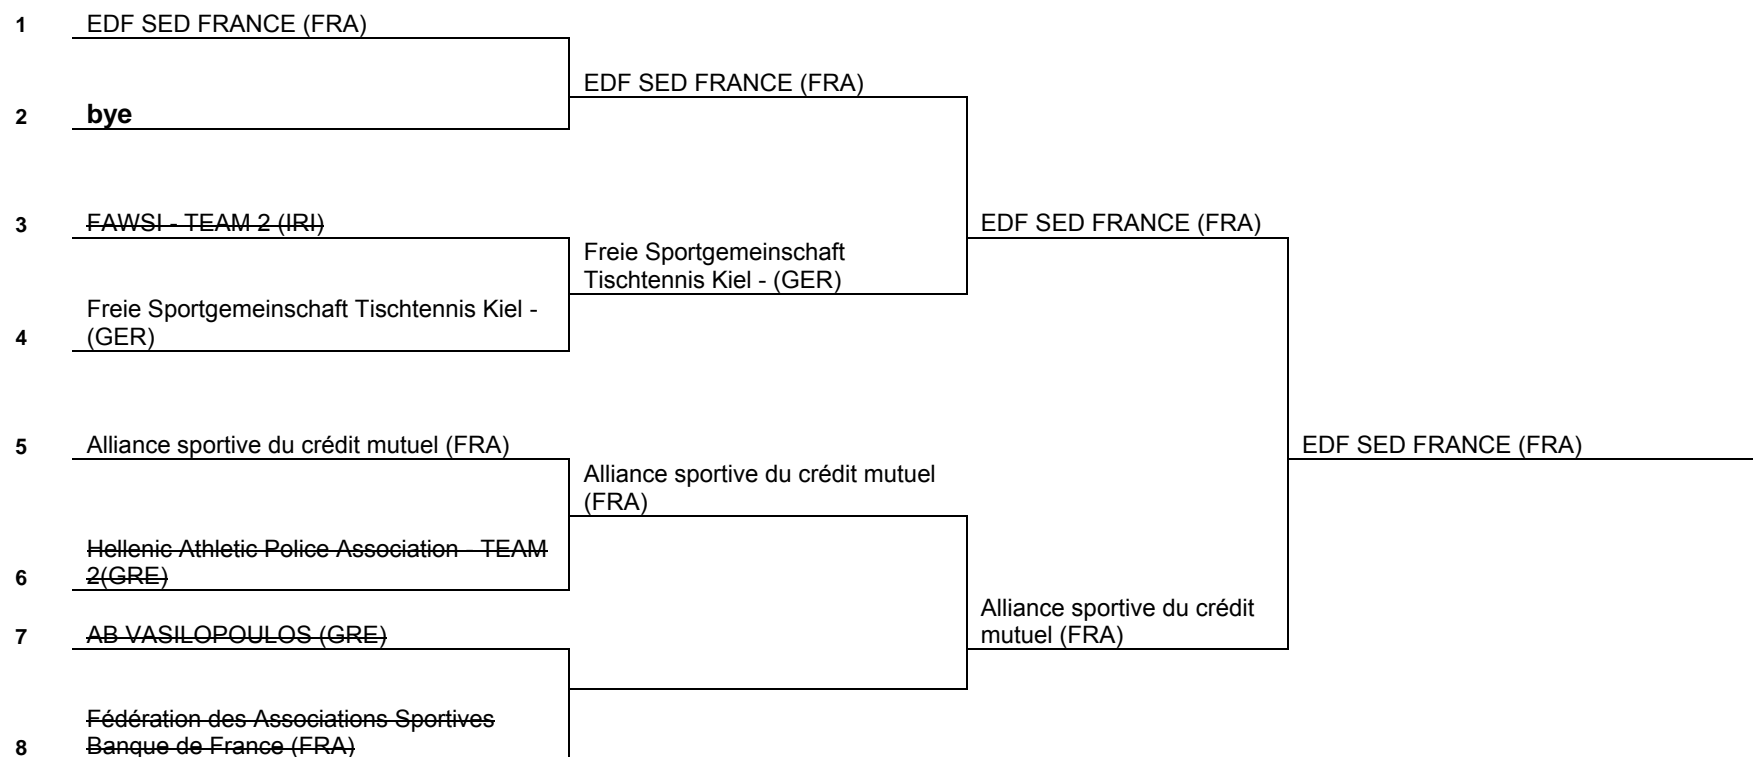 1 EDF SED FRANCE (FRA)
EDF SED FRANCE (FRA)
2 bye
3 FAWSI - TEAM 2 (IRI)
EDF SED FRANCE (FRA)
Freie Sportgemeinschaft
Tischtennis Kiel - (GER)
Freie Sportgemeinschaft Tischtennis Kiel -
4 (GER)
5 Alliance sportive du crédit mutuel (FRA)
EDF SED FRANCE (FRA)
Alliance sportive du crédit mutuel
(FRA)
Hellenic Athletic Police Association - TEAM
6 2(GRE)
Alliance sportive du crédit
mutuel (FRA)
7 AB VASILOPOULOS (GRE)
Fédération des Associations Sportives
8 Banque de France (FRA)